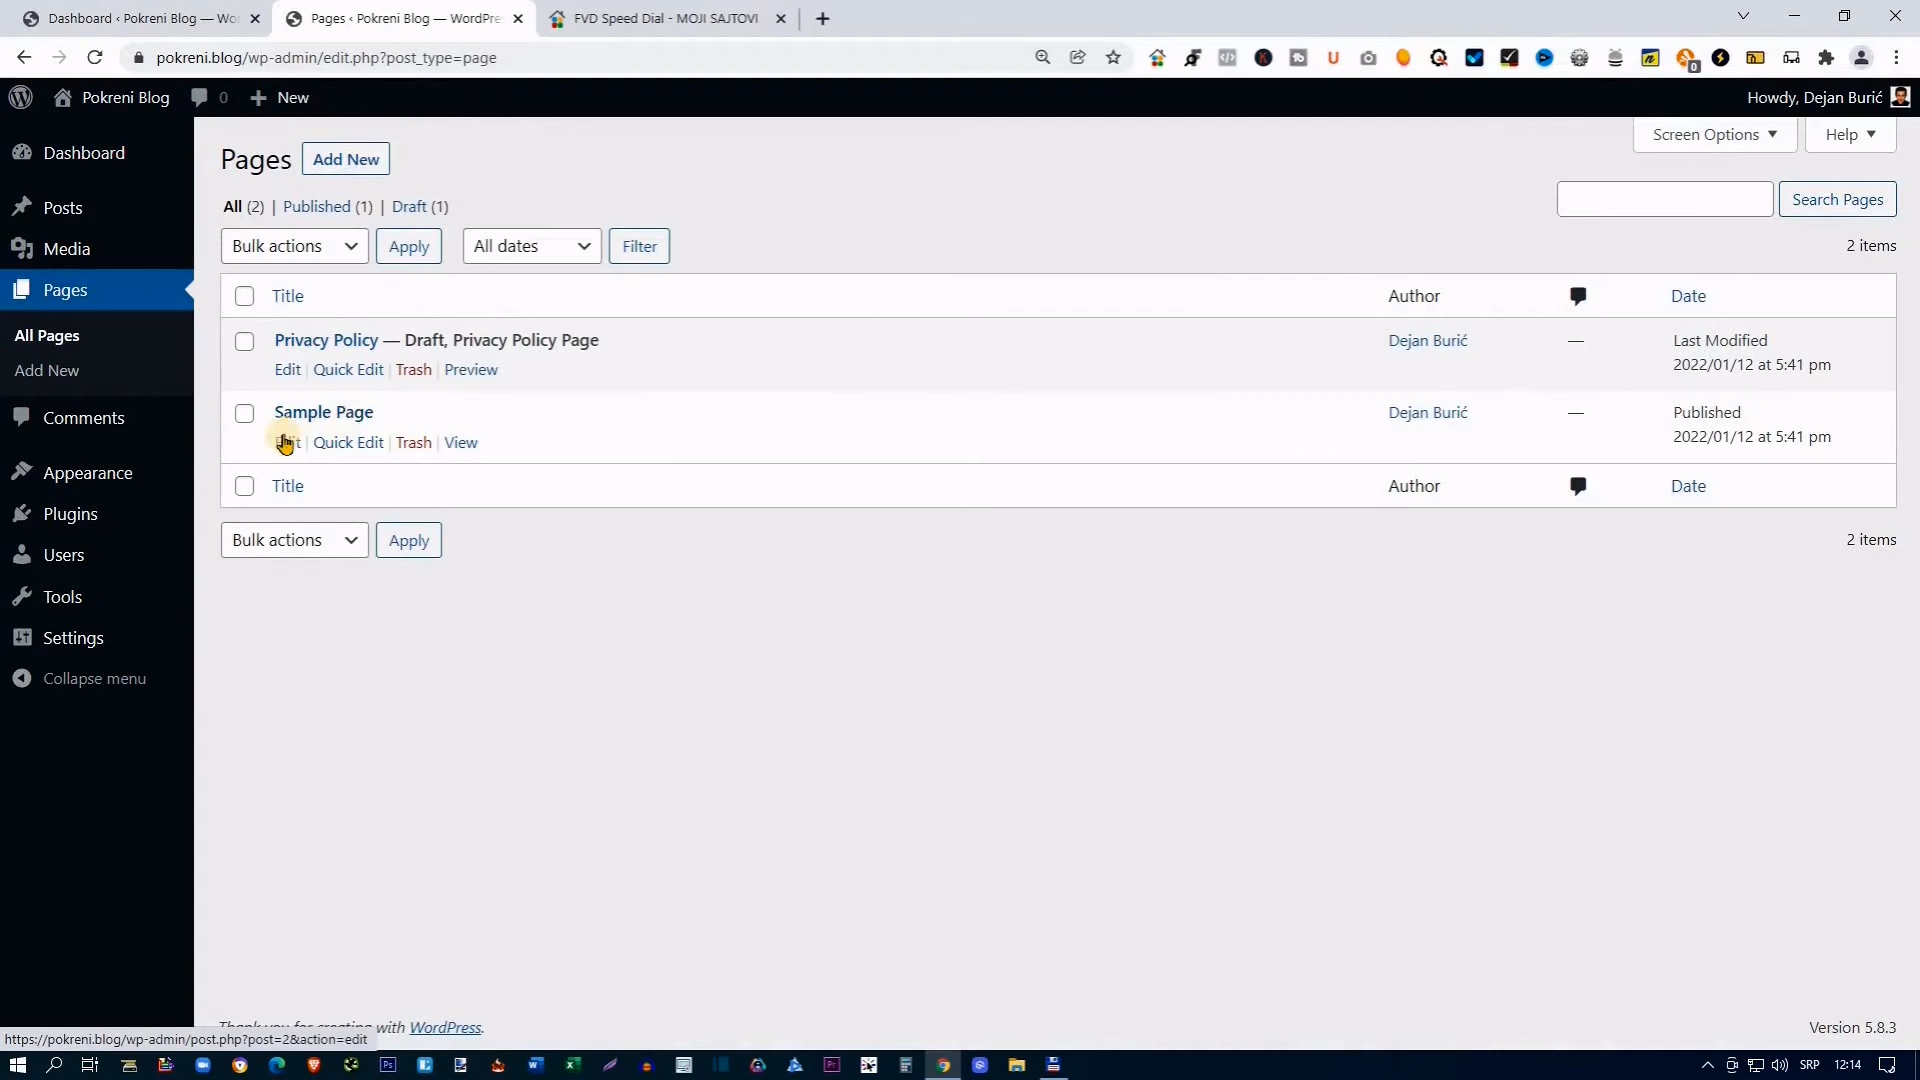 Dashboard ‹ Pokreni Blog — Wo
Pages ‹ Pokreni Blog — WordPre
FVD Speed Dial - MOJI SAJTOVI
pokreni.blog/wp-admin/edit.php?post_type=page
Pokreni Blog 0 New
Howdy, Dejan Burić
Screen Options Help
Dashboard
Posts
Media
Pages
All Pages
Add New
Comments
Appearance
Plugins
Users
Tools
Settings
Collapse menu
Pages Add New
All (2) | Published (1) | Draft (1)
Search Pages
Bulk actions Apply All dates Filter
2 items
Title Author Date
Privacy Policy — Draft, Privacy Policy Page Dejan Burić — Last Modified
2022/01/12 at 5:41 pm
Edit | Quick Edit | Trash | Preview
Sample Page Dejan Burić — Published
2022/01/12 at 5:41 pm
Quick Edit | Trash | View
Title Author Date
Bulk actions Apply
2 items
Thank you for creating with WordPress.
Version 5.8.3
https://pokreni.blog/wp-admin/post.php?post=2&action=edit
SRP 12:14